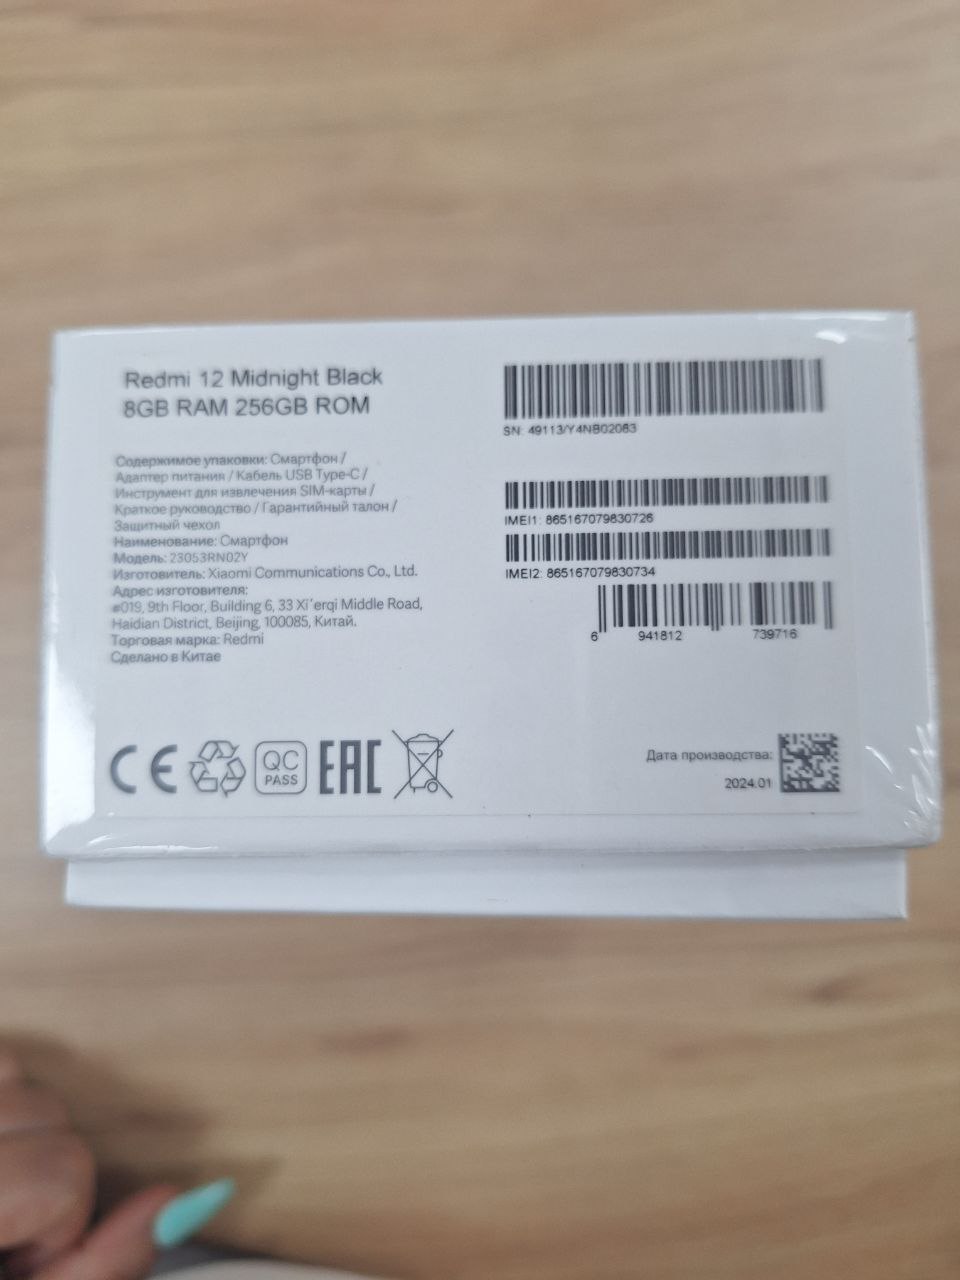 Redmi 12 Midnight Black
8GB RAM 256GB ROM
Содержимое упаковки: Смартфон /
Адаптер питания / Кабель USB Type-C /
Инструмент для извлечения SIM-карты /
Краткое руководство / Гарантийный талон /
Защитный чехол
Наименование: Смартфон
Модель: 23053RN02Y
Изготовитель: Xiaomi Communications Co., Ltd.
Адрес изготовителя:
#019, 9th Floor, Building 6, 33 Xi'erqi Middle Road,
Haidian District, Beijing, 100085, Китай.
Торговая марка: Redmi
Сделано в Китае
SN: 49113/Y4NB02083
IMEI1: 865167079830726
IMEI2: 865167079830734
6 941812 739716
CE
QC
PASS
EAC
Дата производства:
2024.01